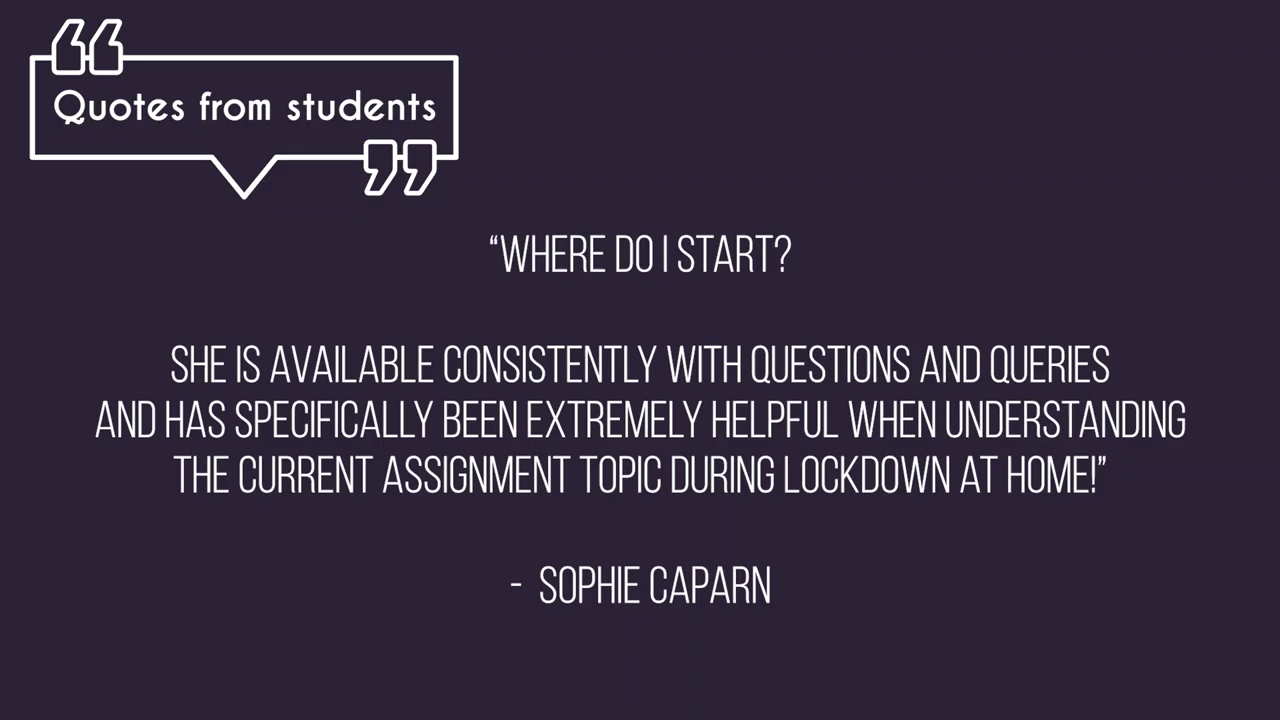 Quotes from students
“WHERE DO I START?
SHE IS AVAILABLE CONSISTENTLY WITH QUESTIONS AND QUERIES
AND HAS SPECIFICALLY BEEN EXTREMELY HELPFUL WHEN UNDERSTANDING
THE CURRENT ASSIGNMENT TOPIC DURING LOCKDOWN AT HOME!”
- SOPHIE CAPARN